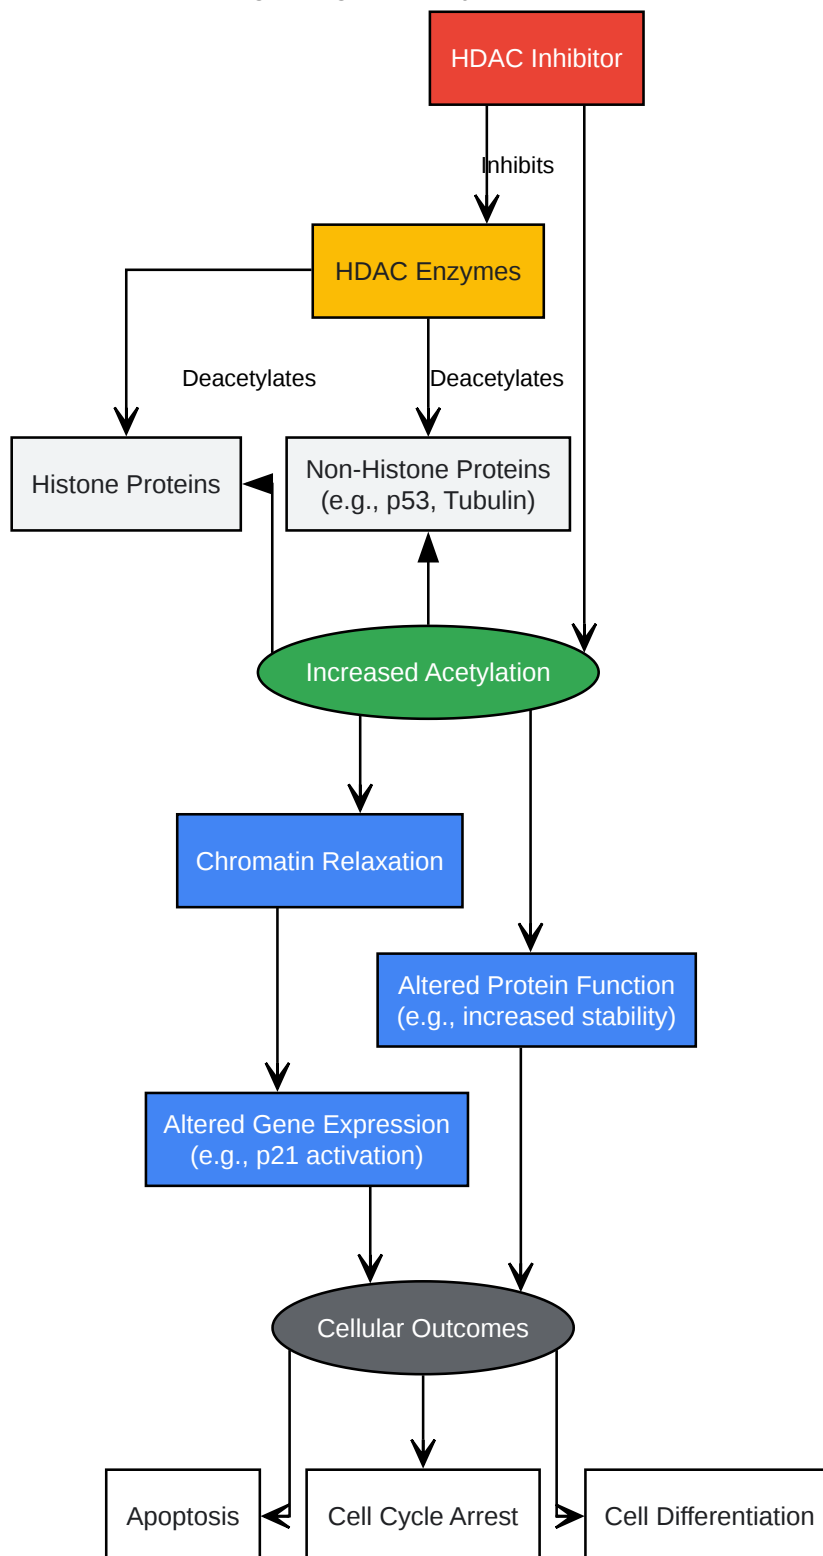 HDAC Inhibitor
Inhibits
HDAC Enzymes
Deacetylates
Deacetylates
Histone Proteins
Non-Histone Proteins
(e.g., p53, Tubulin)
Increased Acetylation
Chromatin Relaxation
Altered Protein Function
(e.g., increased stability)
Altered Gene Expression
(e.g., p21 activation)
Cellular Outcomes
Apoptosis
Cell Cycle Arrest
Cell Differentiation